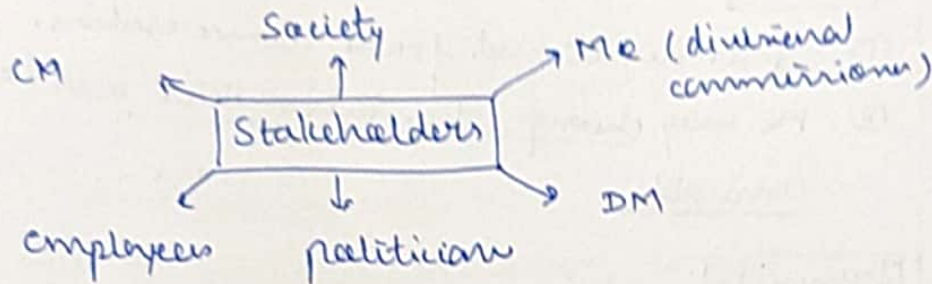 Society
CM
Me (divisional
commissioner)
Stakeholders
DM
employees
politician